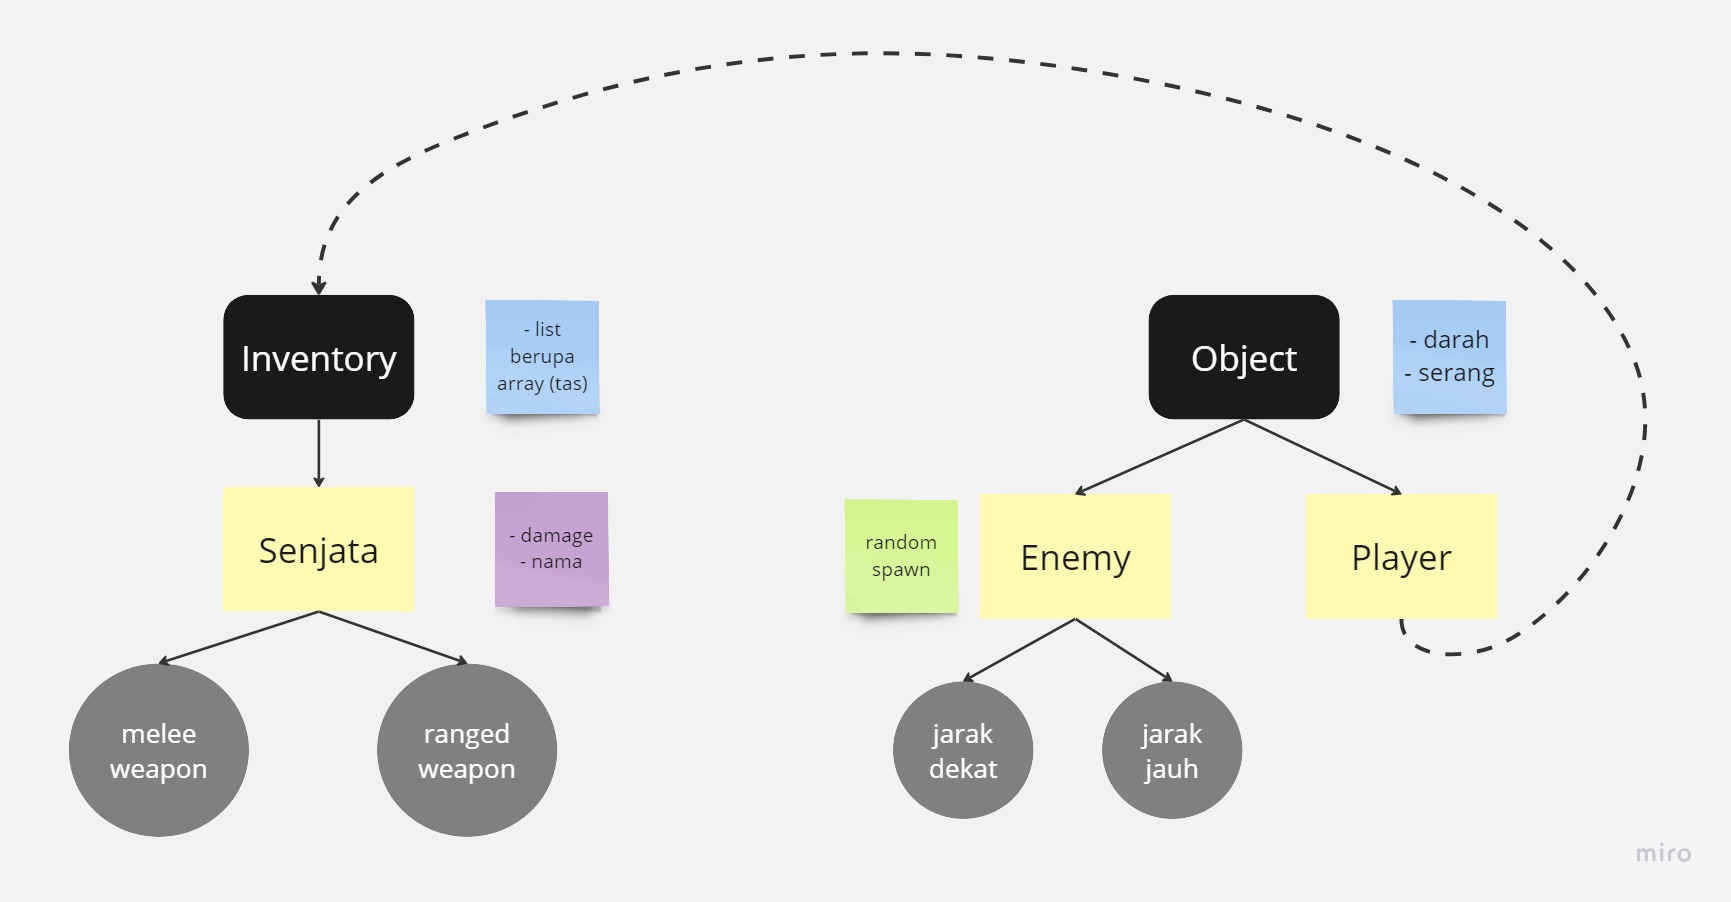 Inventory
- list
berupa
array (tas)
Object
- darah
- serang
Senjata
- damage
- nama
random
spawn
Enemy
Player
melee
weapon
ranged
weapon
jarak
dekat
jarak
jauh
miro